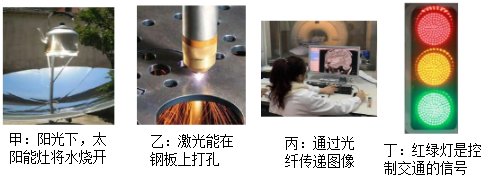 甲：阳光下，太
阳能灶将水烧开
乙：激光能在
钢板上打孔
丙：通过光
纤传递图像
丁：红绿灯是控
制交通的信号